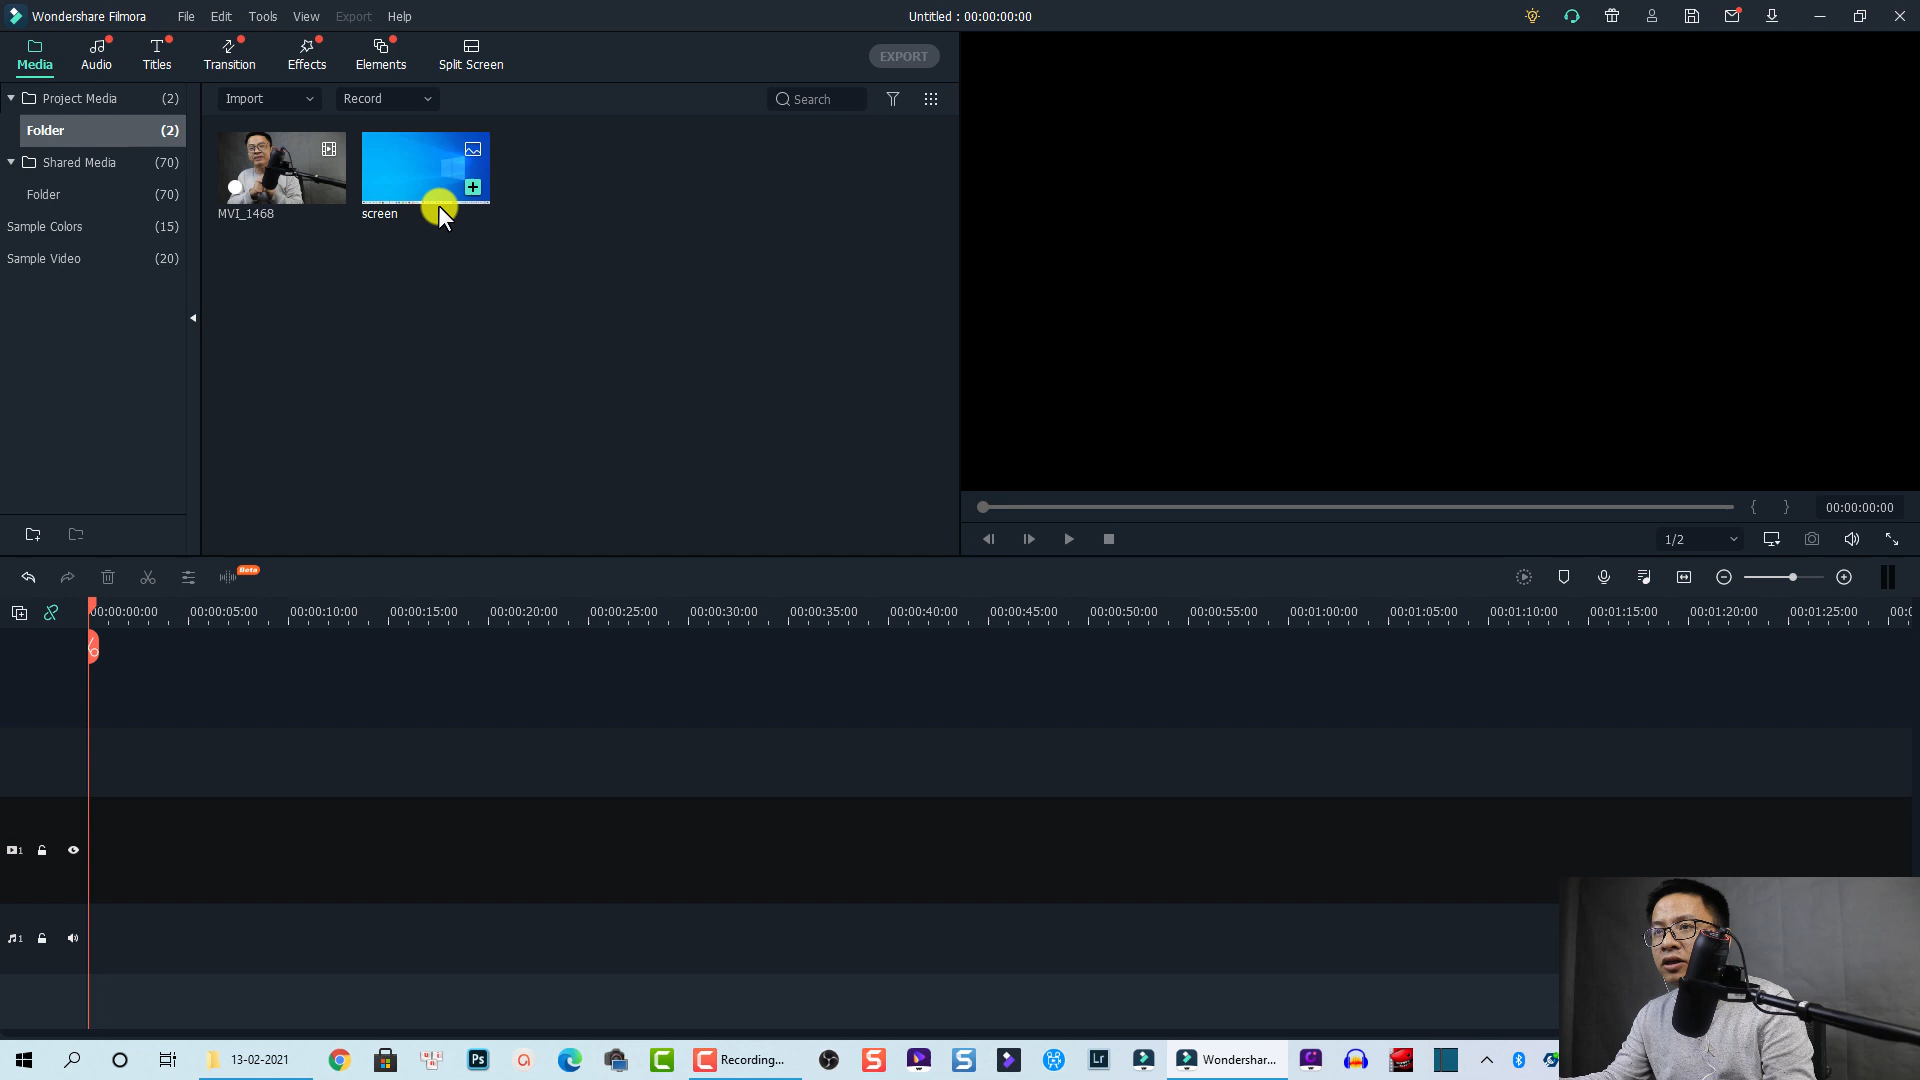 Wondershare Filmora File Edit Tools View Export Help Untitled : 00:00:00:00
Media Audio Titles Transition Effects Elements Split Screen EXPORT
Project Media (2)
Folder (2)
Shared Media (70)
Folder (70)
Sample Colors (15)
Sample Video (20)
Import Record Search
MVI_1468 screen
{ } 00:00:00:00
1/2
Beta
00:00:00:00 00:00:05:00 00:00:10:00 00:00:15:00 00:00:20:00 00:00:25:00 00:00:30:00 00:00:35:00 00:00:40:00 00:00:45:00 00:00:50:00 00:00:55:00 00:01:00:00 00:01:05:00 00:01:10:00 00:01:15:00 00:01:20:00 00:01:25:00
1
1
13-02-2021 Ps Recording... Lr Wondershar...